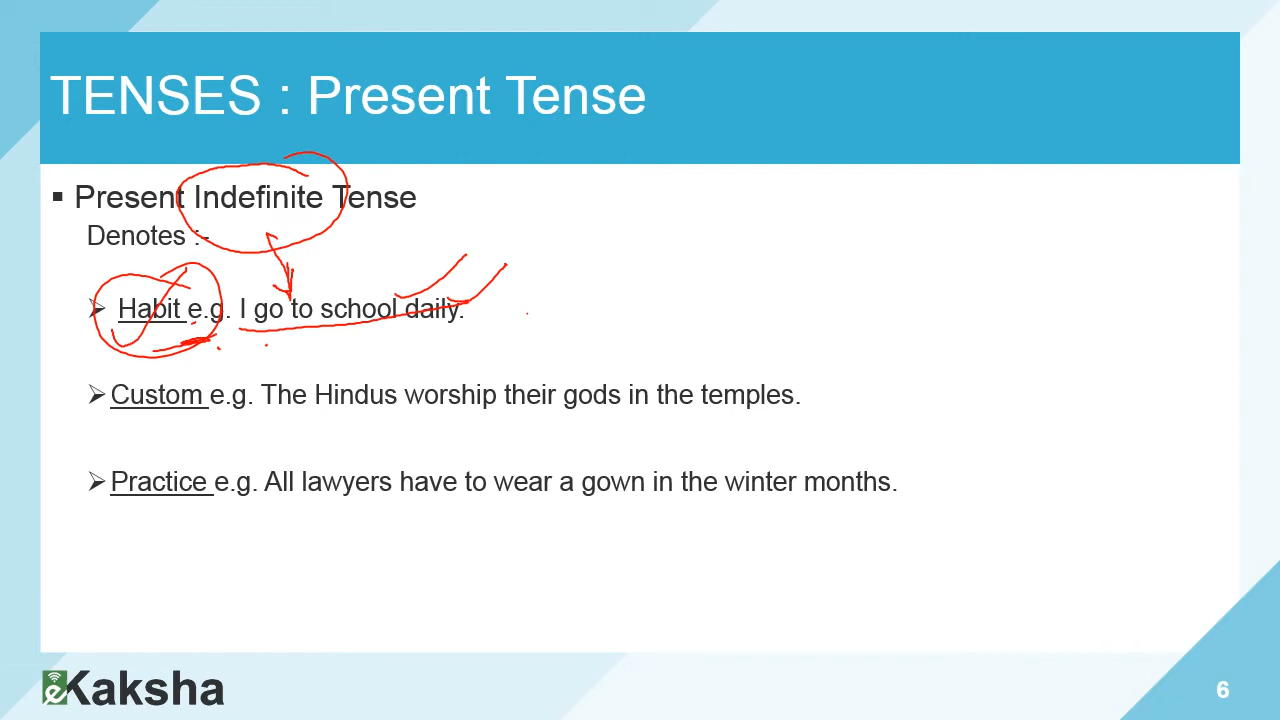 TENSES : Present Tense
▪ Present Indefinite Tense
Denotes :-
➢ Habit e.g. I go to school daily.
➢ Custom e.g. The Hindus worship their gods in the temples.
➢ Practice e.g. All lawyers have to wear a gown in the winter months.
eKaksha
6